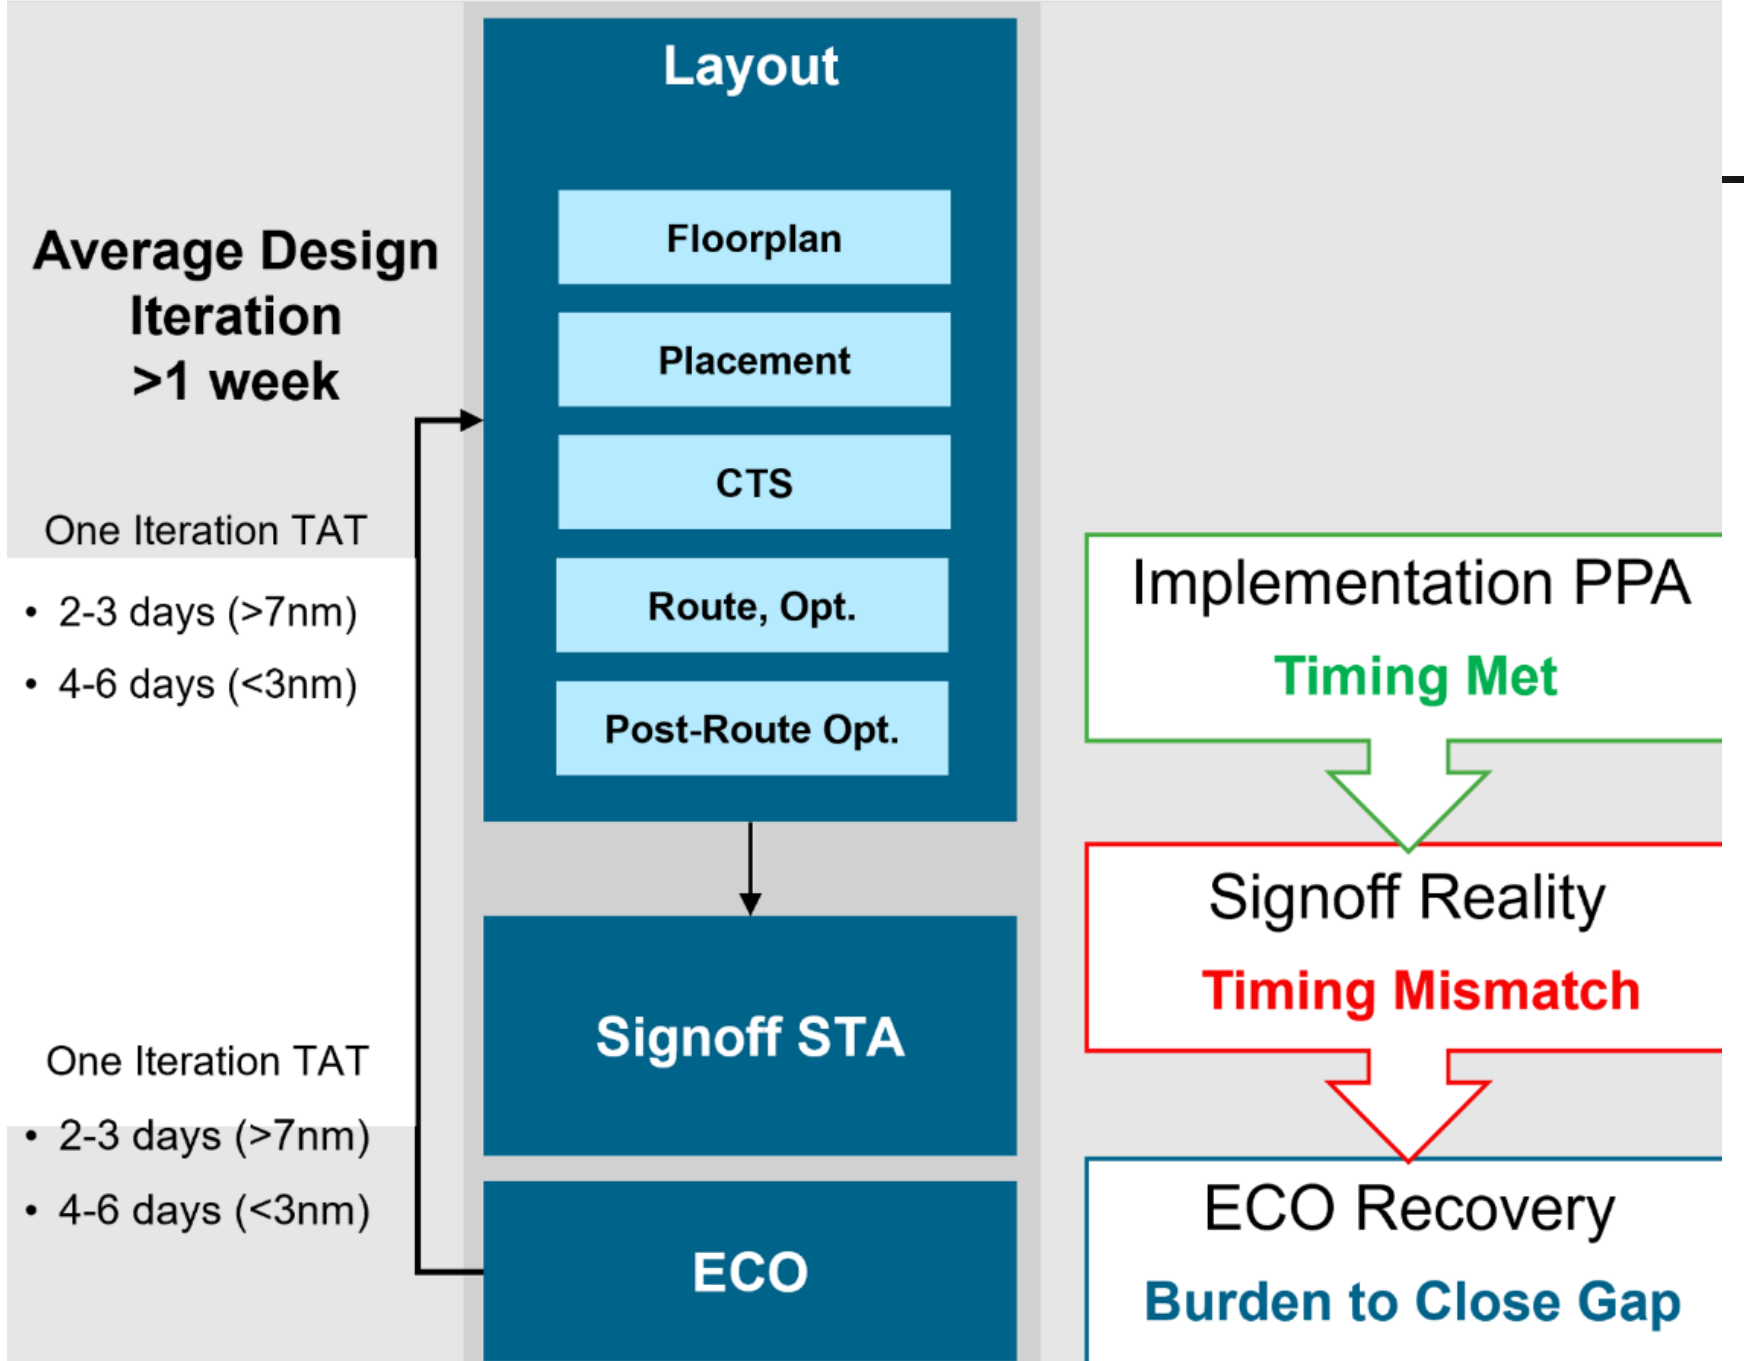 Average Design
Iteration
>1 week
One Iteration TAT
• 2-3 days (>7nm)
• 4-6 days (<3nm)
One Iteration TAT
• 2-3 days (>7nm)
• 4-6 days (<3nm)
Layout
Floorplan
Placement
CTS
Route, Opt.
Post-Route Opt.
Signoff STA
ECO
Implementation PPA
Timing Met
Signoff Reality
Timing Mismatch
ECO Recovery
Burden to Close Gap